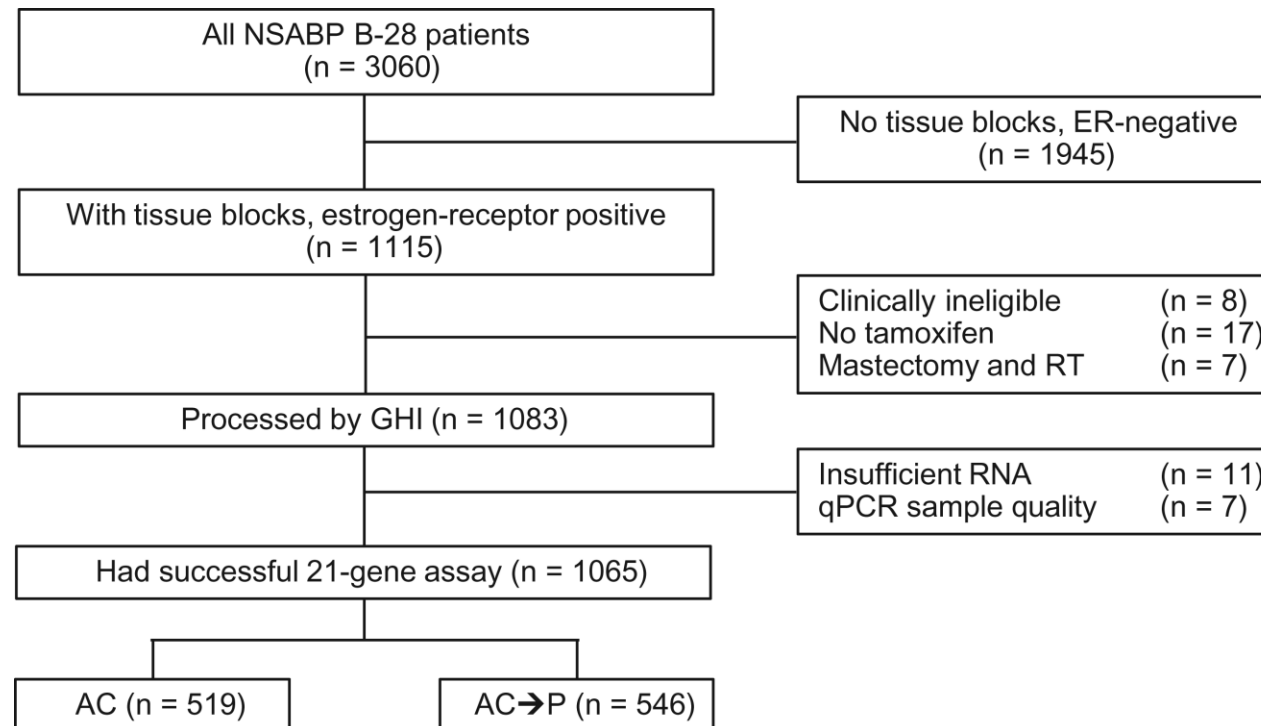 All NSABP B-28 patients
(n = 3060)
No tissue blocks, ER-negative
(n = 1945)
With tissue blocks, estrogen-receptor positive
(n = 1115)
Clinically ineligible (n = 8)
No tamoxifen (n = 17)
Mastectomy and RT (n = 7)
Processed by GHI (n = 1083)
Insufficient RNA (n = 11)
qPCR sample quality (n = 7)
Had successful 21-gene assay (n = 1065)
AC (n = 519)
AC➔P (n = 546)